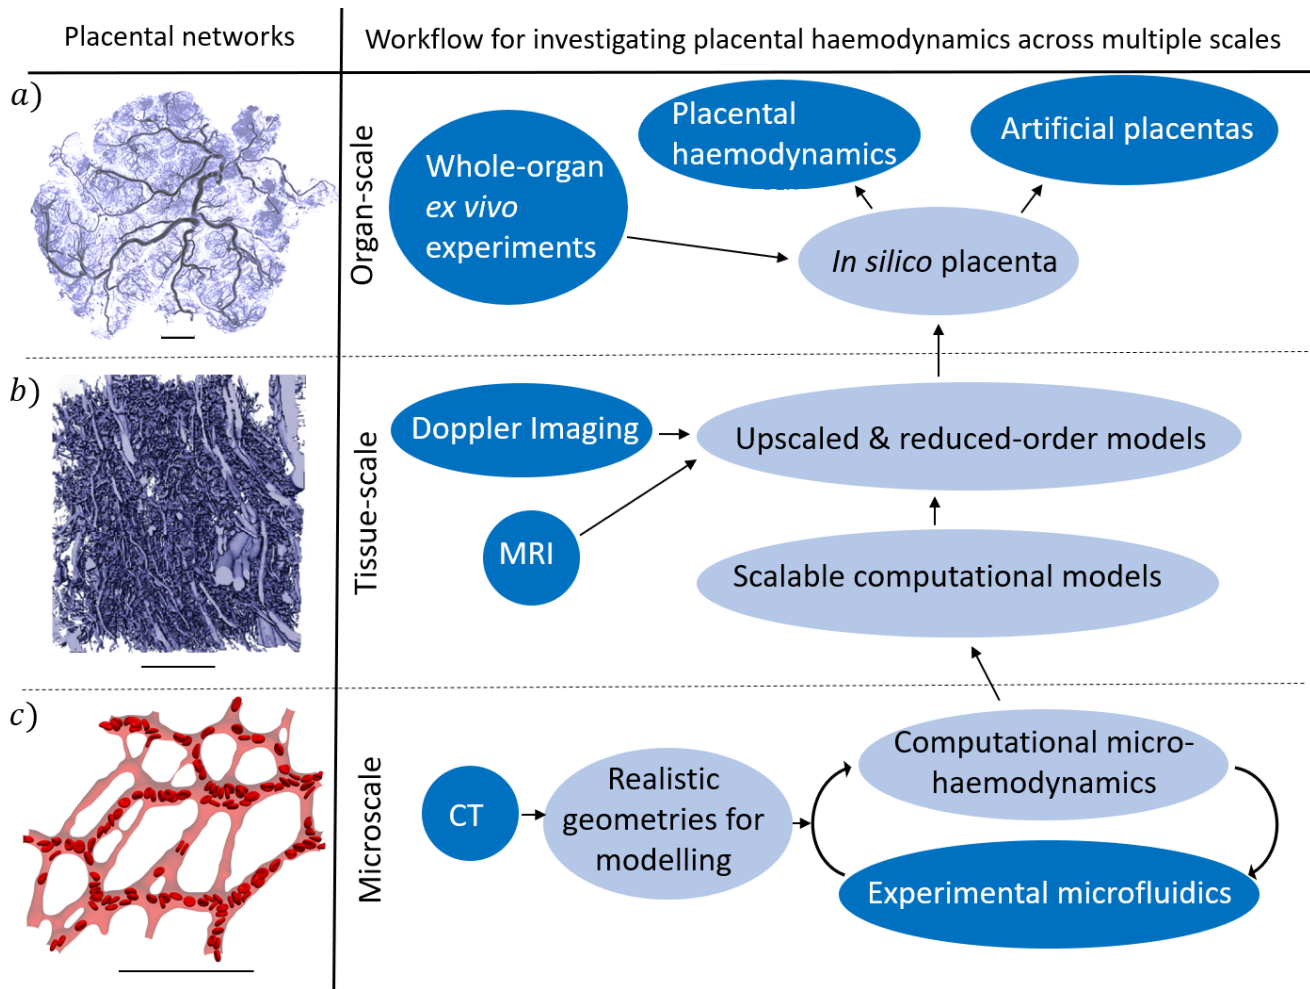 Placental networks
Workflow for investigating placental haemodynamics across multiple scales
a)
Organ-scale
Whole-organ
ex vivo
experiments
Placental
haemodynamics
Artificial placentas
In silico placenta
b)
Tissue-scale
Doppler Imaging
Upscaled & reduced-order models
MRI
Scalable computational models
c)
Microscale
CT
Realistic
geometries for
modelling
Computational micro-
haemodynamics
Experimental microfluidics